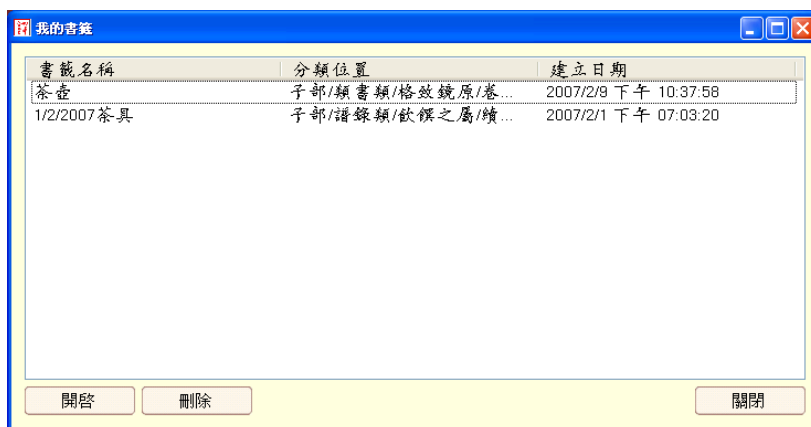 我的書籤
書籤名稱 分類位置 建立日期
茶壺 子部/類書類/格致鏡原/卷... 2007/2/9 下午 10:37:58
1/2/2007茶具 子部/譜錄類/飲饌之屬/續... 2007/2/1 下午 07:03:20
開啓 刪除 關閉